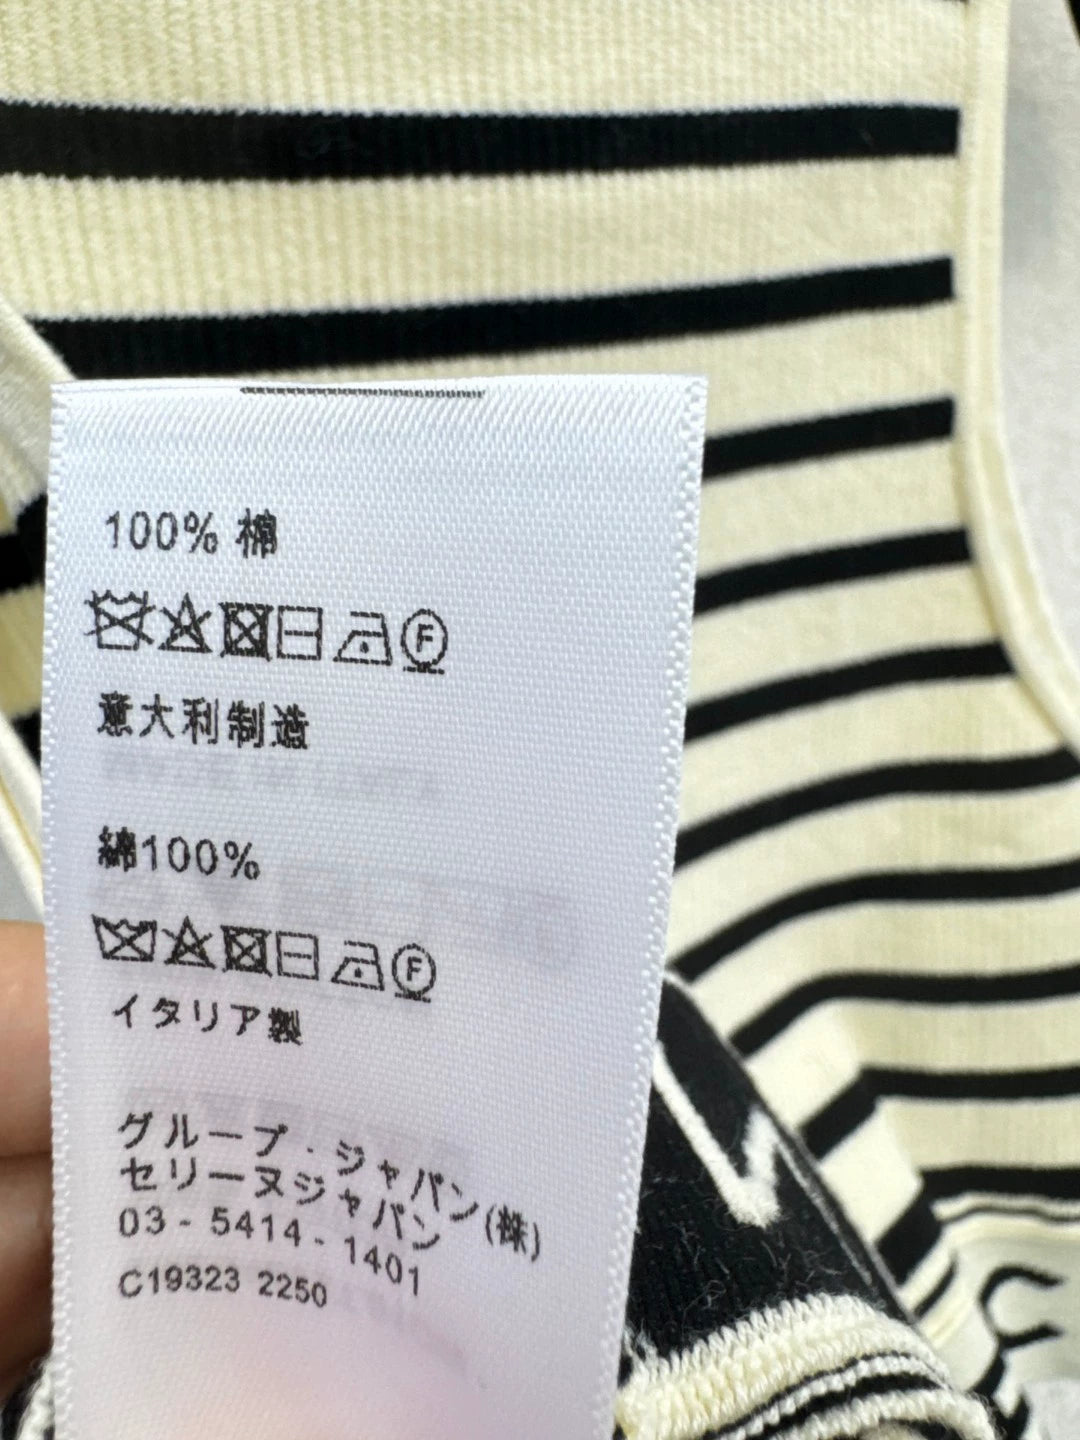 100% 棉
F
意大利制造
綿100%
F
イタリア製
グループ・ジャパン(株)
セリーヌジャパン
03 - 5414 - 1401
C19323 2250